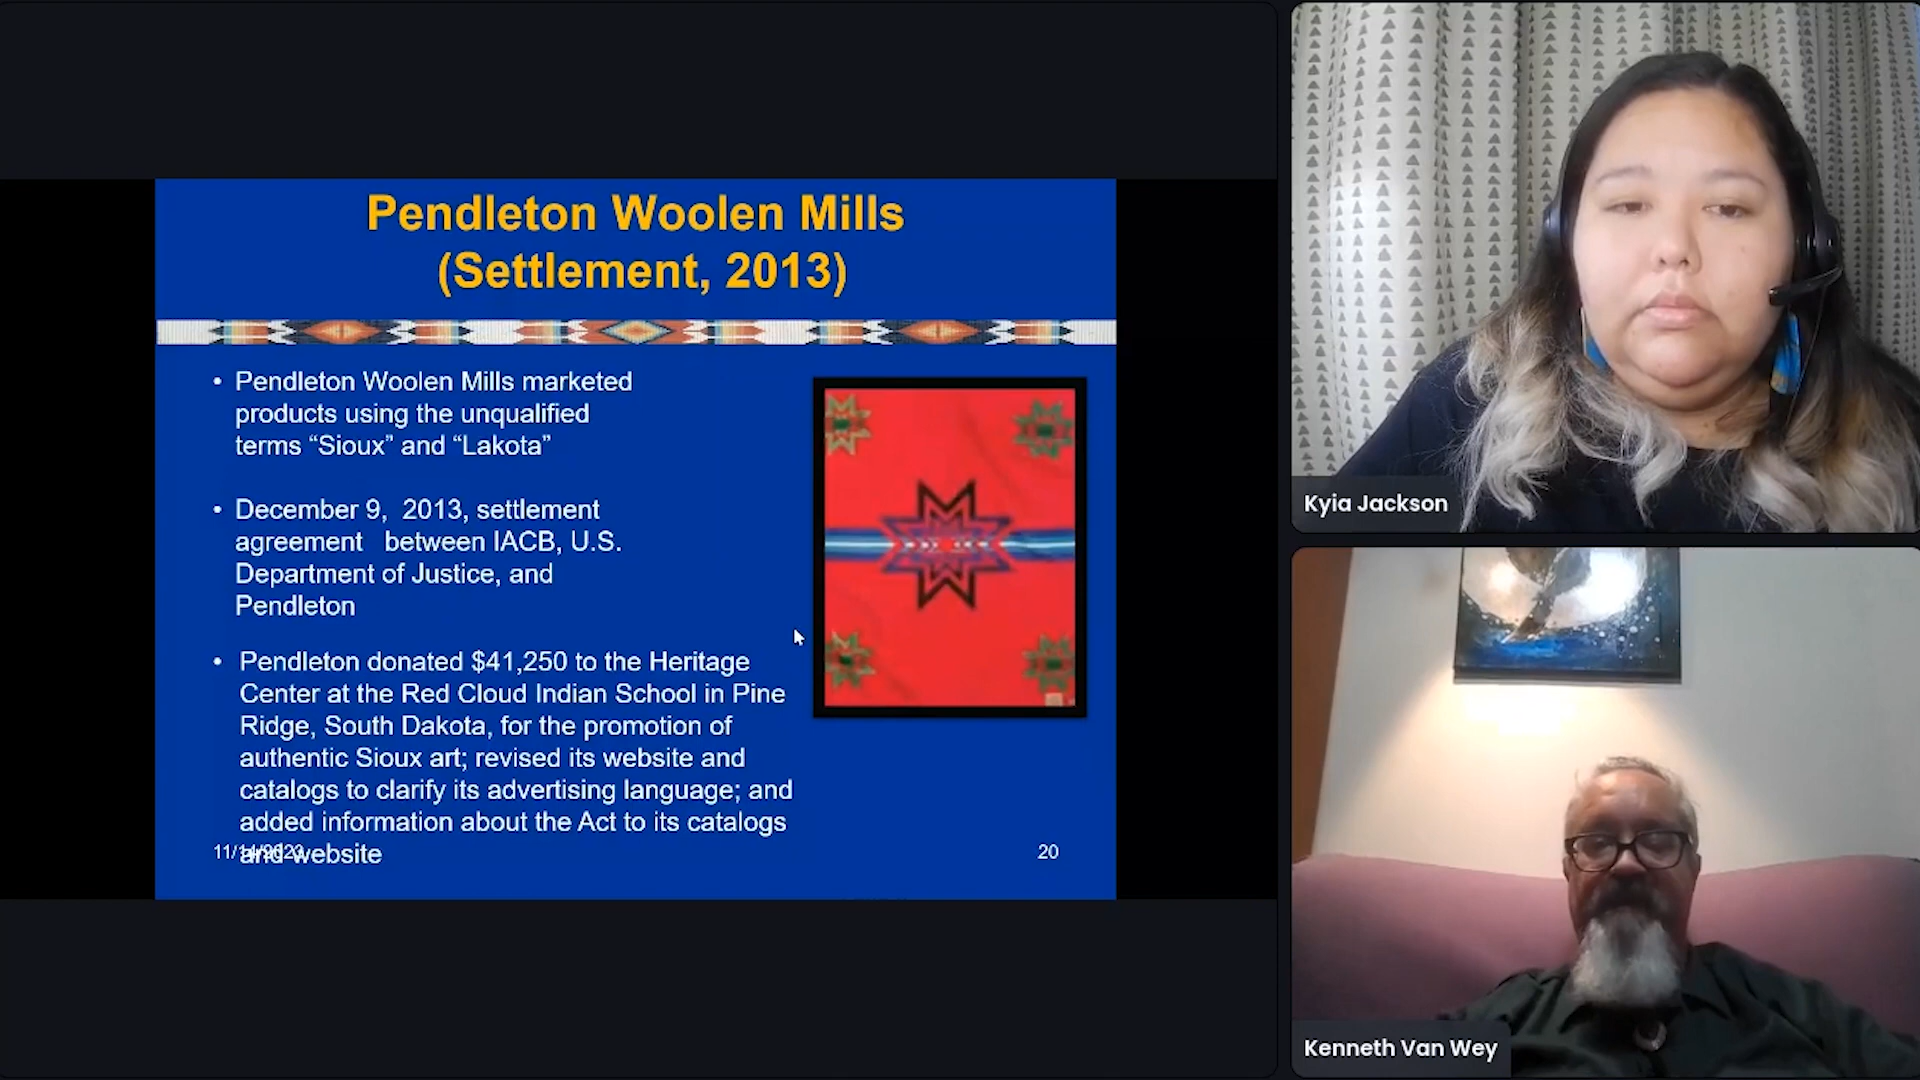 Pendleton Woolen Mills
(Settlement, 2013)
• Pendleton Woolen Mills marketed
products using the unqualified
terms “Sioux” and “Lakota”
• December 9,  2013, settlement
agreement   between IACB, U.S.
Department of Justice, and
Pendleton
• Pendleton donated $41,250 to the Heritage
Center at the Red Cloud Indian School in Pine
Ridge, South Dakota, for the promotion of
authentic Sioux art; revised its website and
catalogs to clarify its advertising language; and
added information about the Act to its catalogs
and website
11/14/2023
20
Kyia Jackson
Kenneth Van Wey